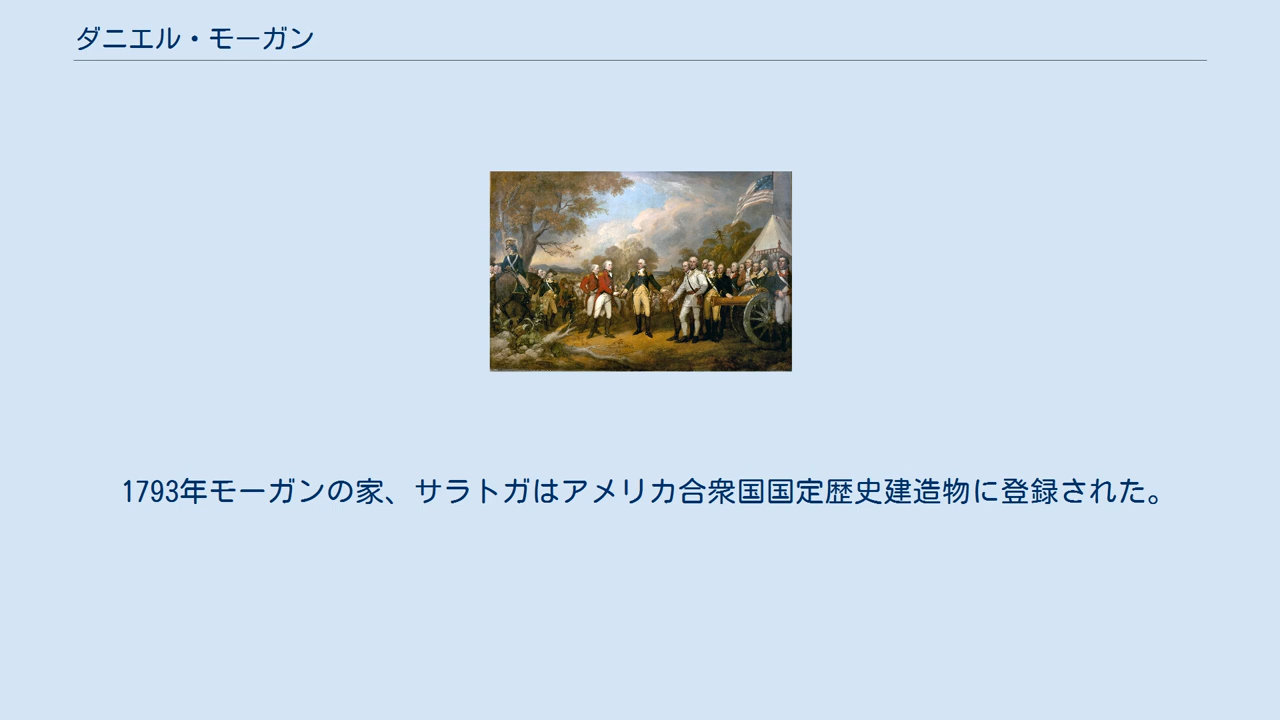 ダニエル・モーガン
1793年モーガンの家、サラトガはアメリカ合衆国国定歴史建造物に登録された。